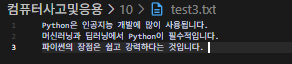 컴퓨터사고및응용 > 10 > test3.txt
1 Python은 인공지능 개발에 많이 사용됩니다.
2 머신러닝과 딥러닝에서 Python이 필수적입니다.
3 파이썬의 장점은 쉽고 강력하다는 것입니다.